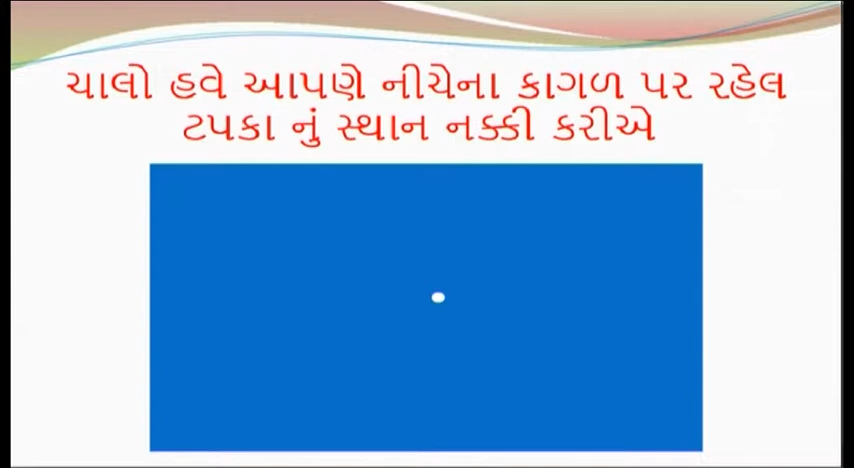 ચાલો હવે આપણે નીચેના કાગળ પર રહેલ
ટપકા નું સ્થાન નક્કી કરીએ